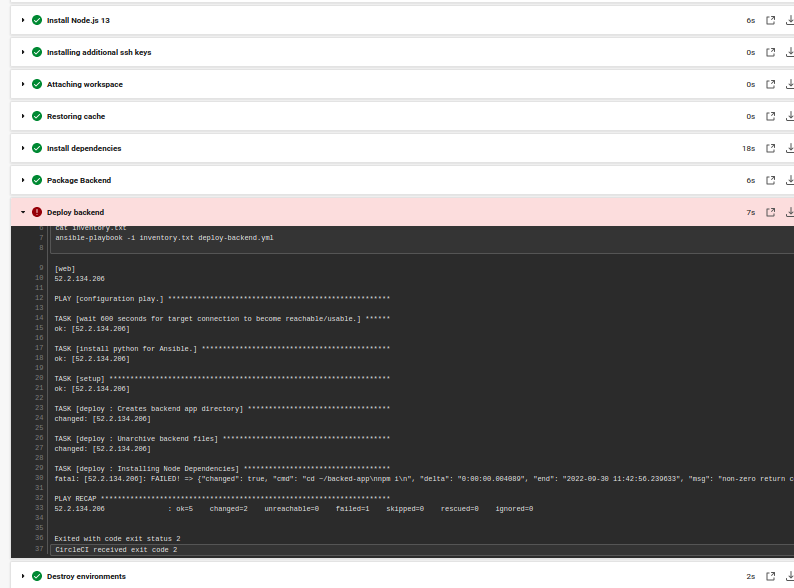 Install Node.js 13 6s
Installing additional ssh keys 0s
Attaching workspace 0s
Restoring cache 0s
Install dependencies 18s
Package Backend 6s
Deploy backend 7s
6 cat inventory.txt
7 ansible-playbook -i inventory.txt deploy-backend.yml
8
9 [web]
10 52.2.134.206
11
12 PLAY [configuration play.] *****************************************************
13
14 TASK [wait 600 seconds for target connection to become reachable/usable.] ******
15 ok: [52.2.134.206]
16
17 TASK [install python for Ansible.] *********************************************
18 ok: [52.2.134.206]
19
20 TASK [setup] *******************************************************************
21 ok: [52.2.134.206]
22
23 TASK [deploy : Creates backend app directory] **********************************
24 changed: [52.2.134.206]
25
26 TASK [deploy : Unarchive backend files] ****************************************
27 changed: [52.2.134.206]
28
29 TASK [deploy : Installing Node Dependencies] ***********************************
30 fatal: [52.2.134.206]: FAILED! => {"changed": true, "cmd": "cd ~/backed-app\nnpm i\n", "delta": "0:00:00.004089", "end": "2022-09-30 11:42:56.239633", "msg": "non-zero return c
31
32 PLAY RECAP *********************************************************************
33 52.2.134.206 : ok=5 changed=2 unreachable=0 failed=1 skipped=0 rescued=0 ignored=0
34
35
36 Exited with code exit status 2
37 CircleCI received exit code 2
Destroy environments 2s